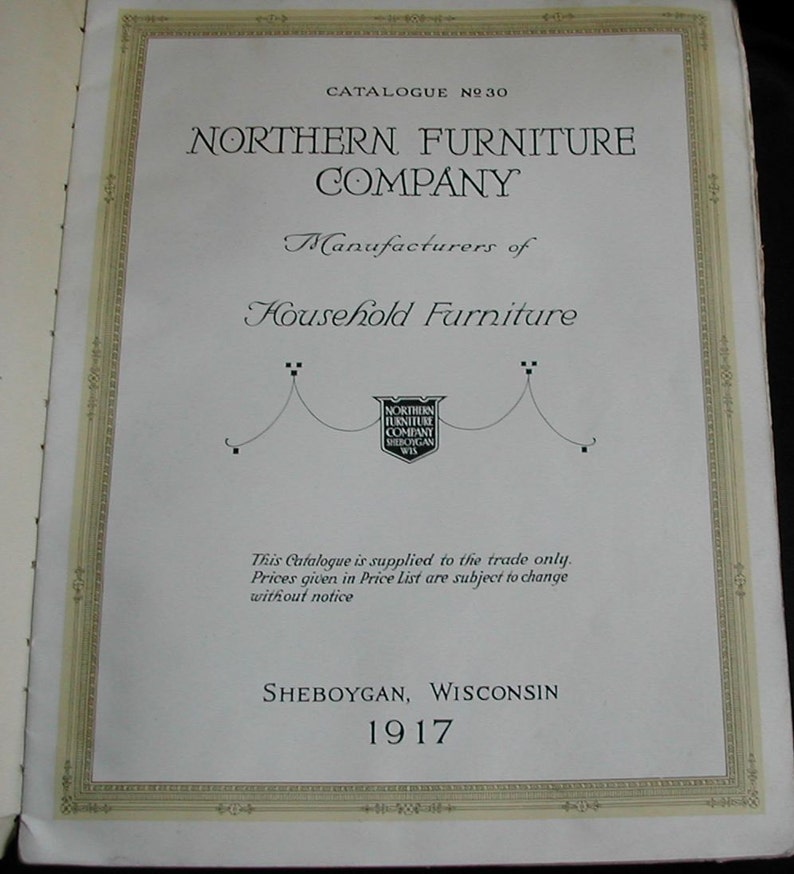 CATALOGUE Nº 30
NORTHERN FURNITURE
COMPANY
Manufacturers of
Household Furniture
NORTHERN
FURNITURE
COMPANY
SHEBOYGAN
WIS.
This Catalogue is supplied to the trade only.
Prices given in Price List are subject to change
without notice
SHEBOYGAN, WISCONSIN
1917